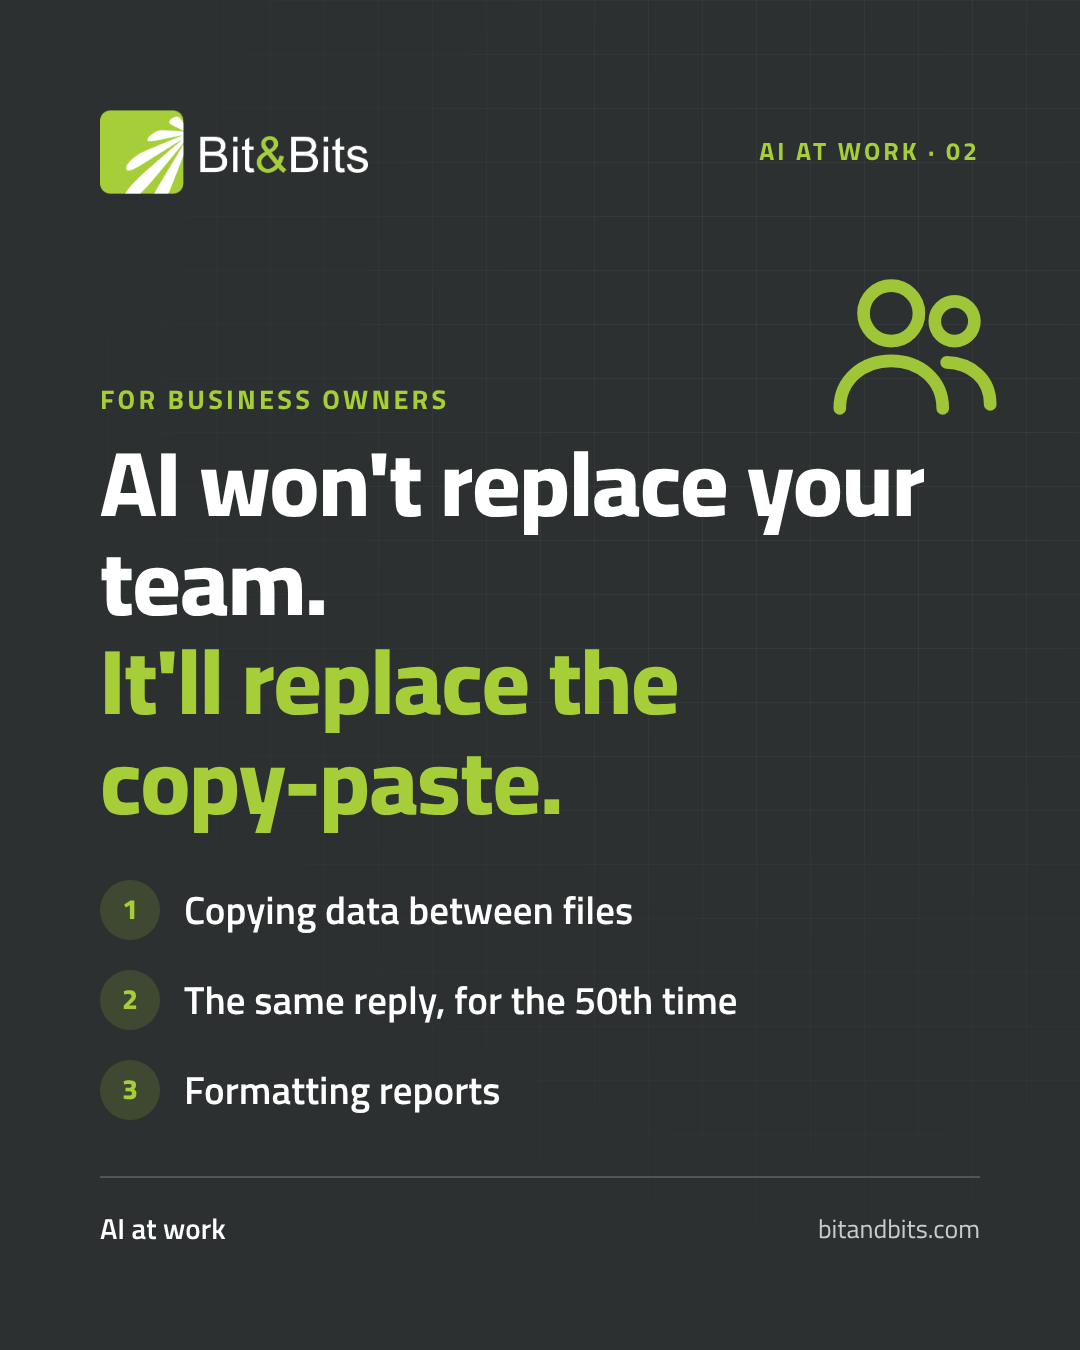 Bit&Bits
AI AT WORK · 02
FOR BUSINESS OWNERS
AI won't replace your
team.
It'll replace the
copy-paste.
1 Copying data between files
2 The same reply, for the 50th time
3 Formatting reports
AI at work
bitandbits.com